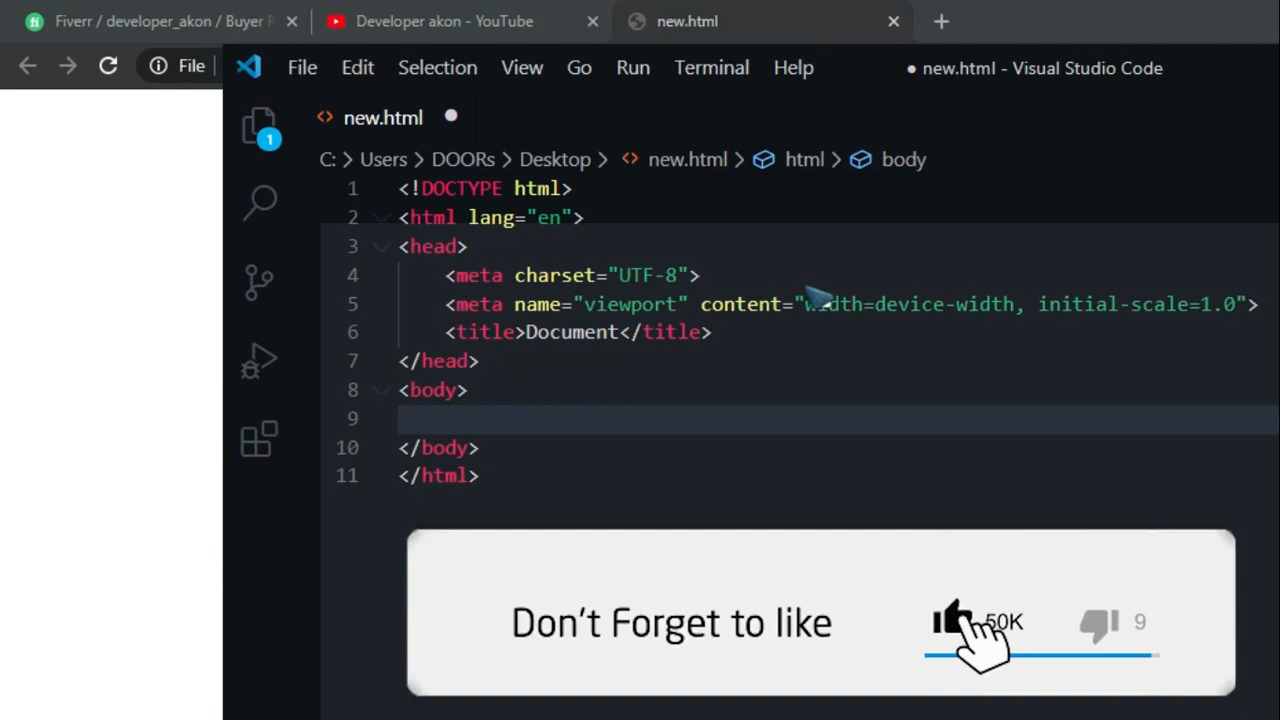 Fiverr / developer_akon / Buyer R
Developer akon - YouTube
new.html
File
File Edit Selection View Go Run Terminal Help
● new.html - Visual Studio Code
new.html
1
C: > Users > DOORs > Desktop > new.html > html > body
1 <!DOCTYPE html>
2 <html lang="en">
3 <head>
4 <meta charset="UTF-8">
5 <meta name="viewport" content="width=device-width, initial-scale=1.0">
6 <title>Document</title>
7 </head>
8 <body>
9
10 </body>
11 </html>
Don't Forget to like
50K
9